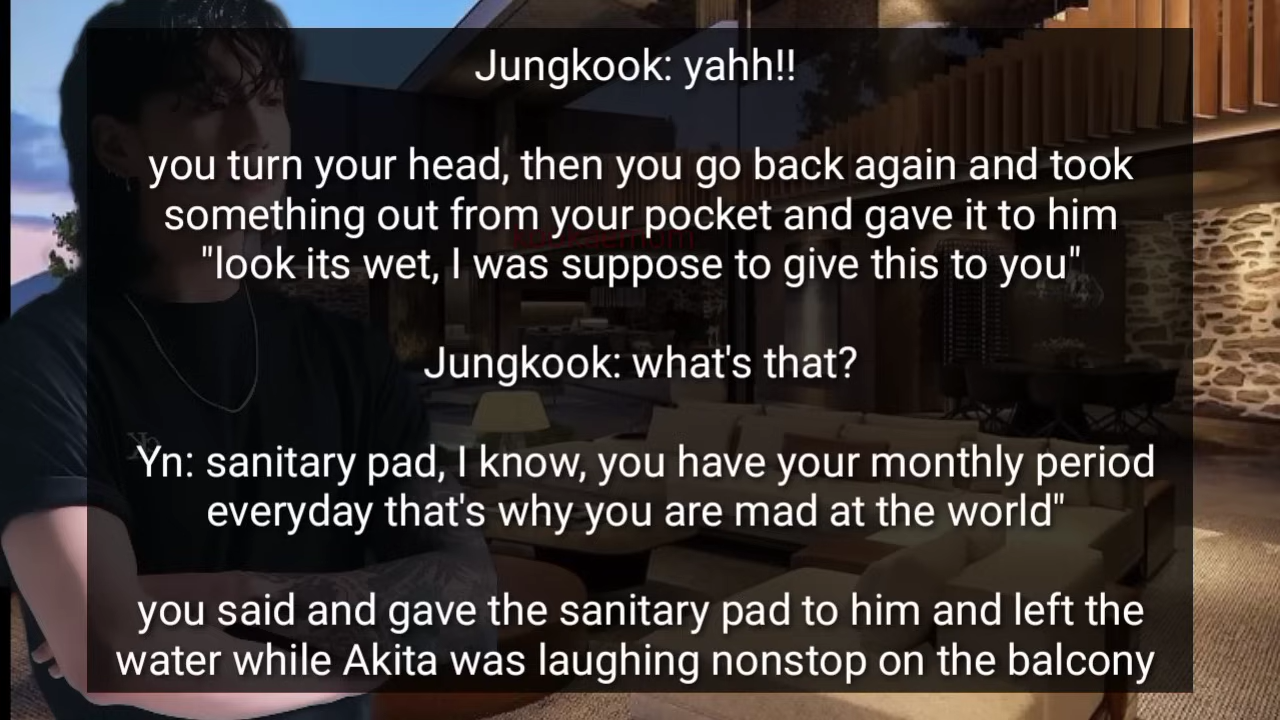 Jungkook: yahh!!
you turn your head, then you go back again and took
something out from your pocket and gave it to him
"look its wet, I was suppose to give this to you"
Jungkook: what's that?
Yn: sanitary pad, I know, you have your monthly period
everyday that's why you are mad at the world"
you said and gave the sanitary pad to him and left the
water while Akita was laughing nonstop on the balcony